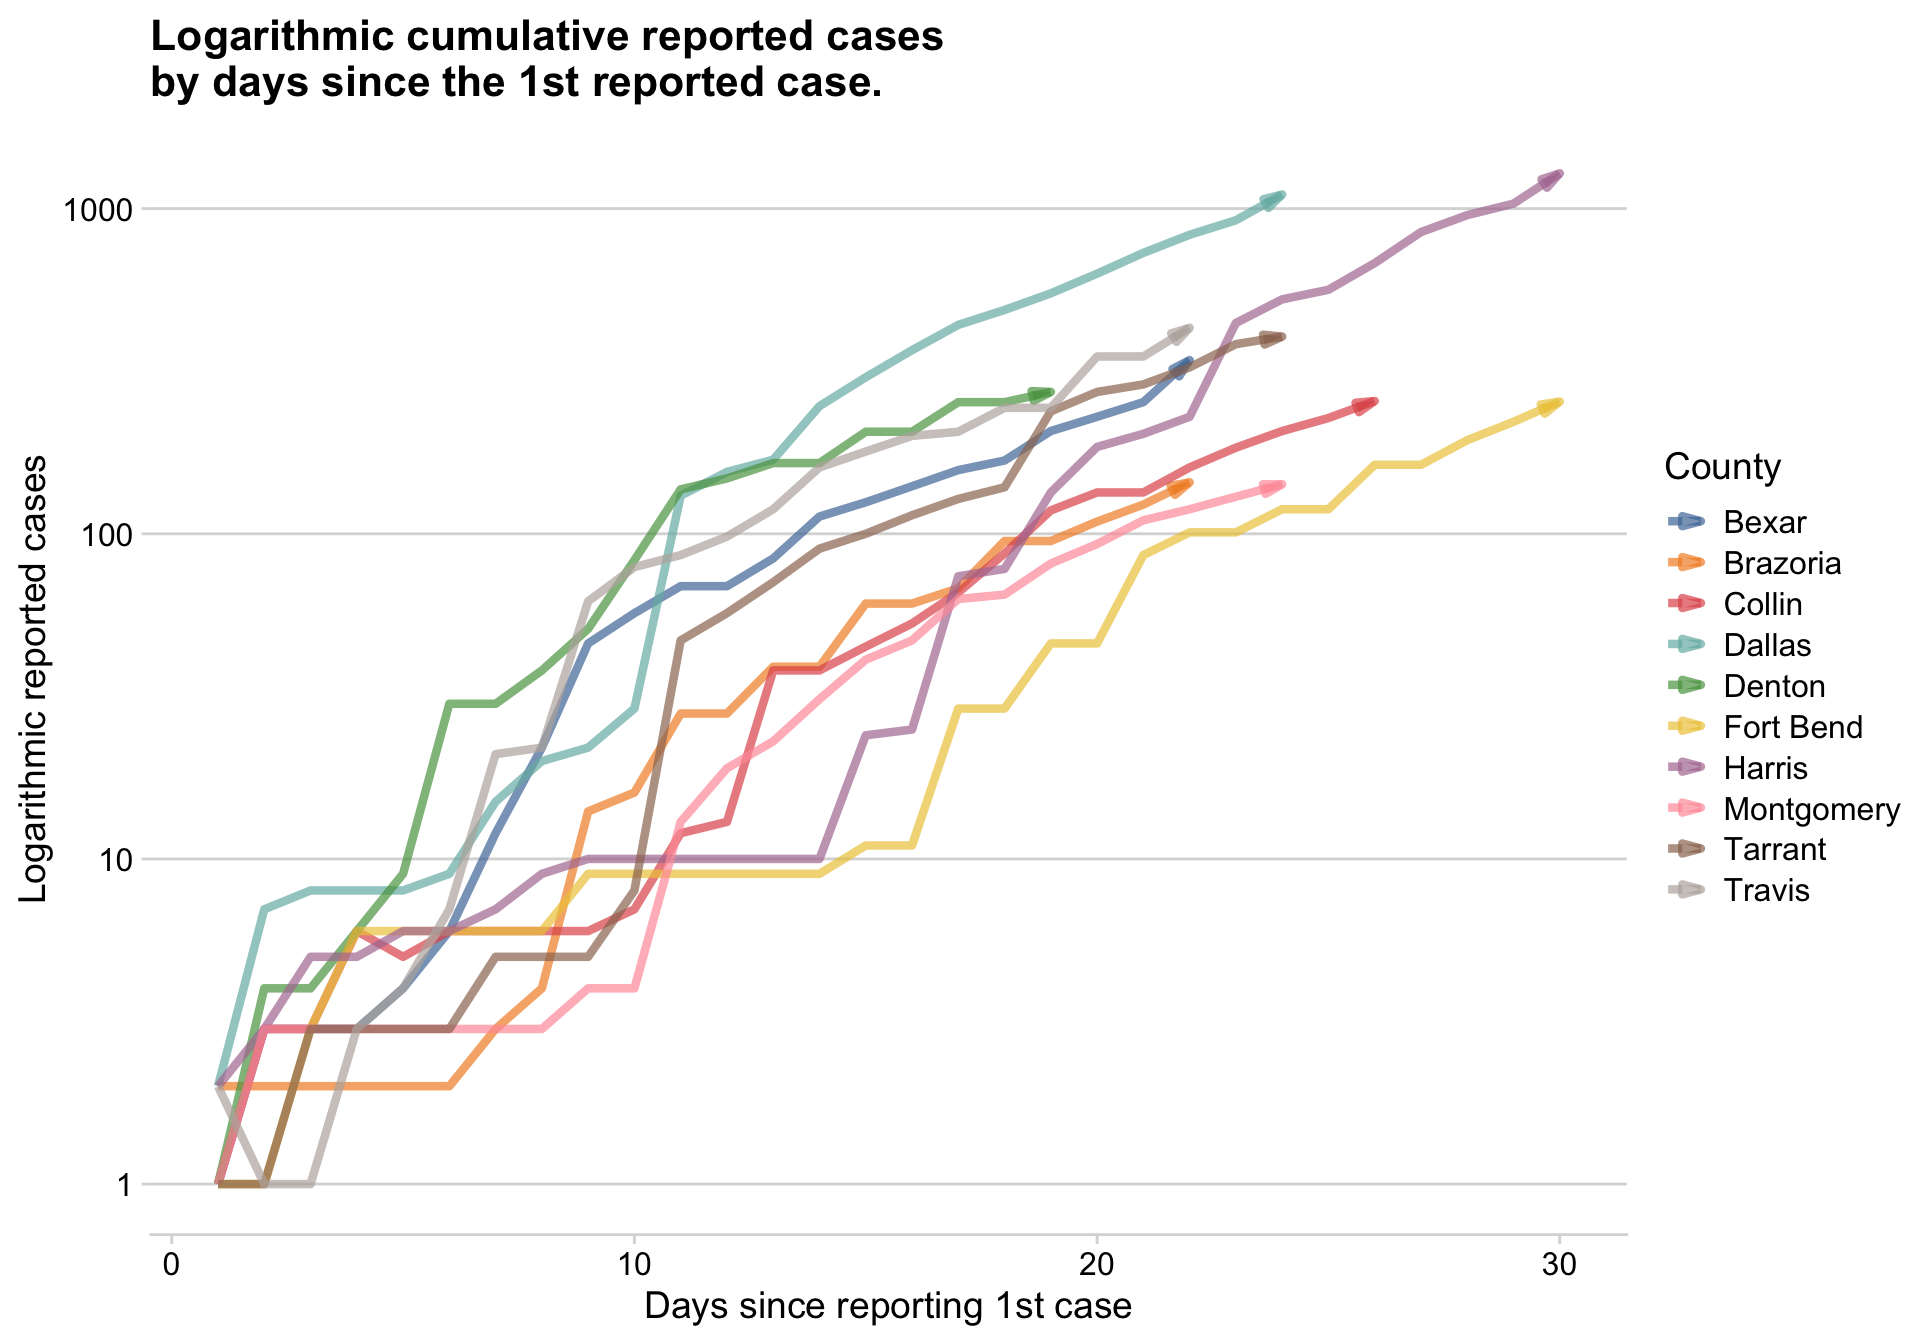 Logarithmic cumulative reported cases
by days since the 1st reported case.
1000
100
10
1
Logarithmic reported cases
0
10
20
30
Days since reporting 1st case
County
Bexar
Brazoria
Collin
Dallas
Denton
Fort Bend
Harris
Montgomery
Tarrant
Travis